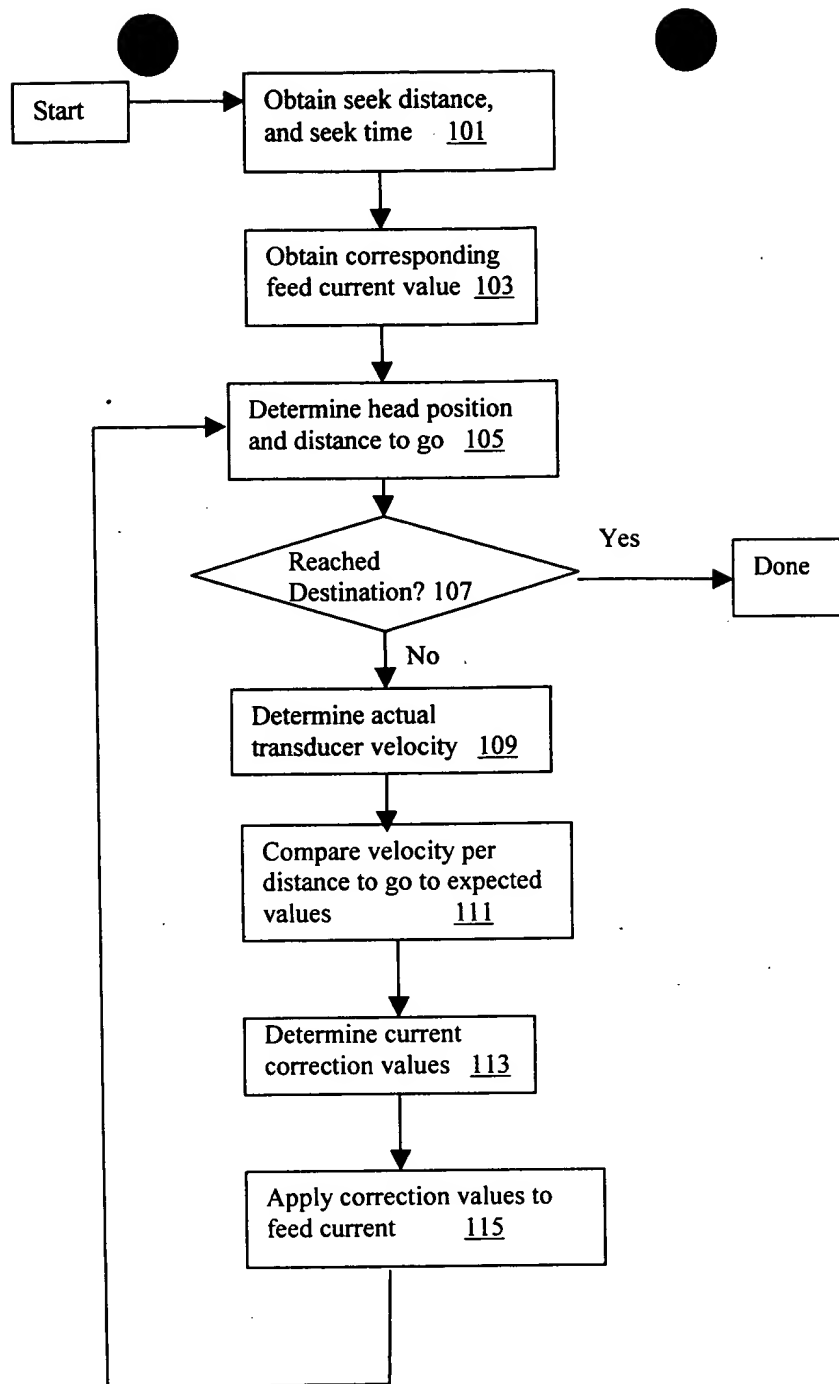 Start
Obtain seek distance,
and seek time 101
Obtain corresponding
feed current value 103
Determine head position
and distance to go 105
Reached
Destination? 107
Yes
Done
No
Determine actual
transducer velocity 109
Compare velocity per
distance to go to expected
values 111
Determine current
correction values 113
Apply correction values to
feed current 115